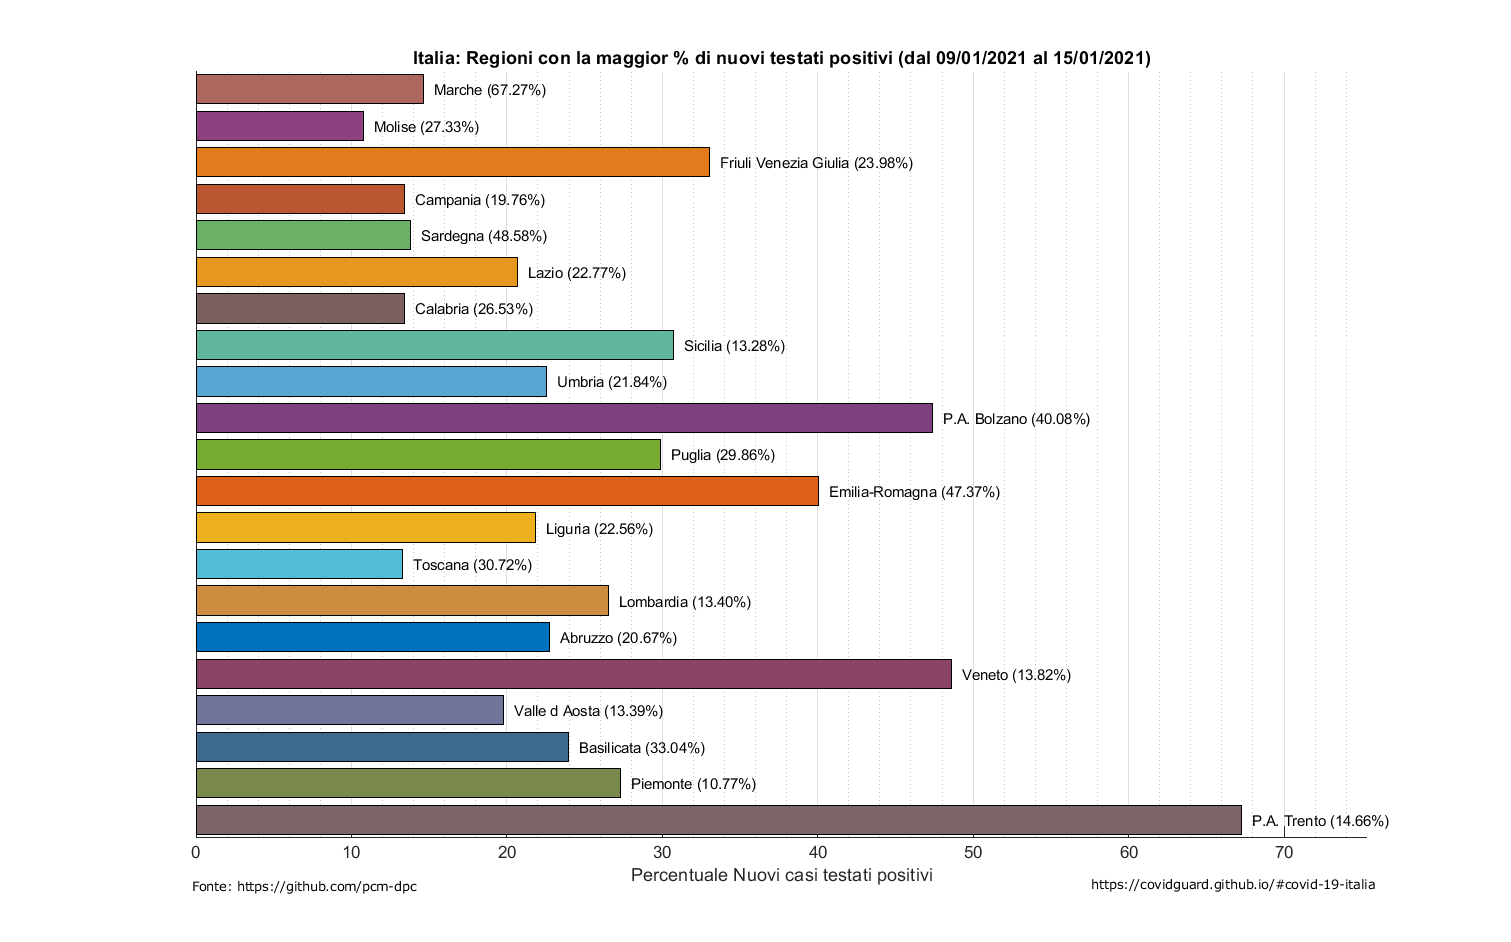 Italia: Regioni con la maggior % di nuovi testati positivi (dal 09/01/2021 al 15/01/2021)
Marche (67.27%)
Molise (27.33%)
Friuli Venezia Giulia (23.98%)
Campania (19.76%)
Sardegna (48.58%)
Lazio (22.77%)
Calabria (26.53%)
Sicilia (13.28%)
Umbria (21.84%)
P.A. Bolzano (40.08%)
Puglia (29.86%)
Emilia-Romagna (47.37%)
Liguria (22.56%)
Toscana (30.72%)
Lombardia (13.40%)
Abruzzo (20.67%)
Veneto (13.82%)
Valle d Aosta (13.39%)
Basilicata (33.04%)
Piemonte (10.77%)
P.A. Trento (14.66%)
0 10 20 30 40 50 60 70
Percentuale Nuovi casi testati positivi
Fonte: https://github.com/pcm-dpc
https://covidguard.github.io/#covid-19-italia